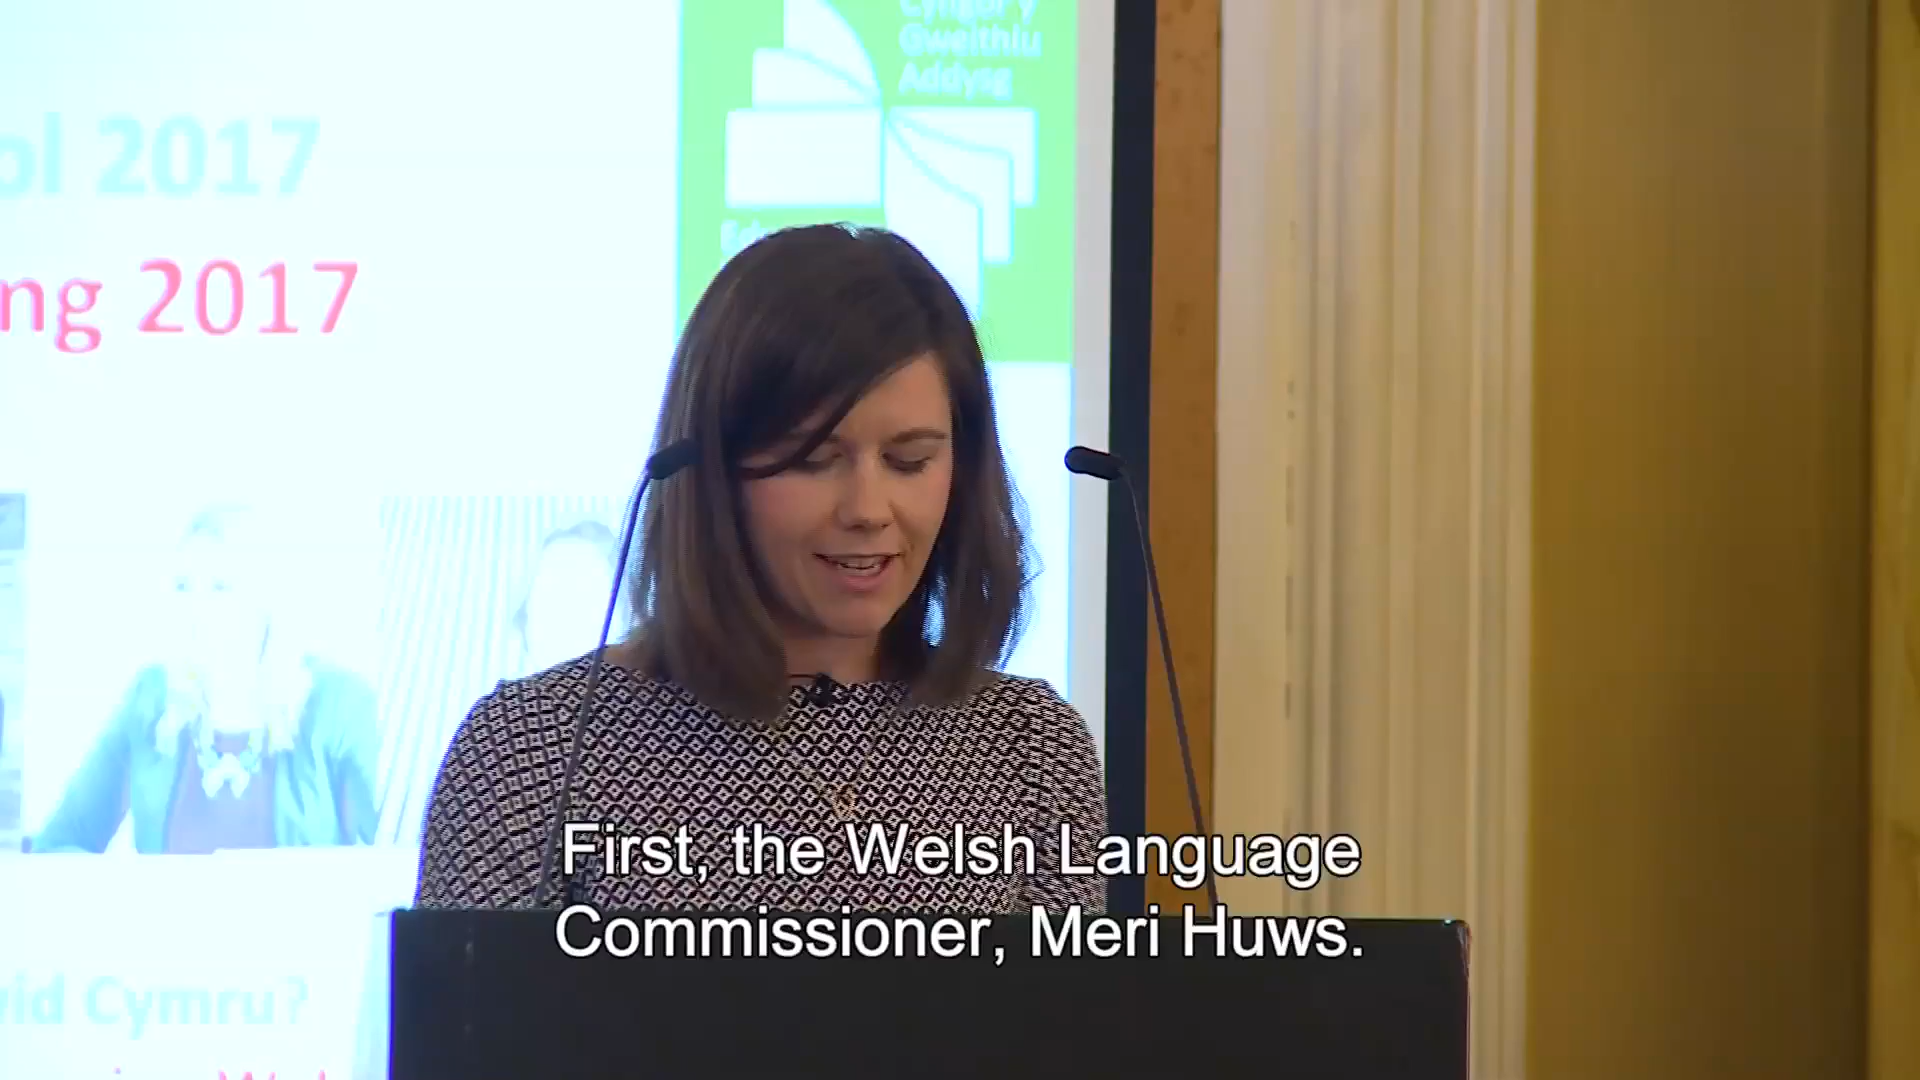 Cyngor y
Gweithlu
Addysg
ol 2017
ng 2017
First, the Welsh Language
Commissioner, Meri Huws.
id Cymru?